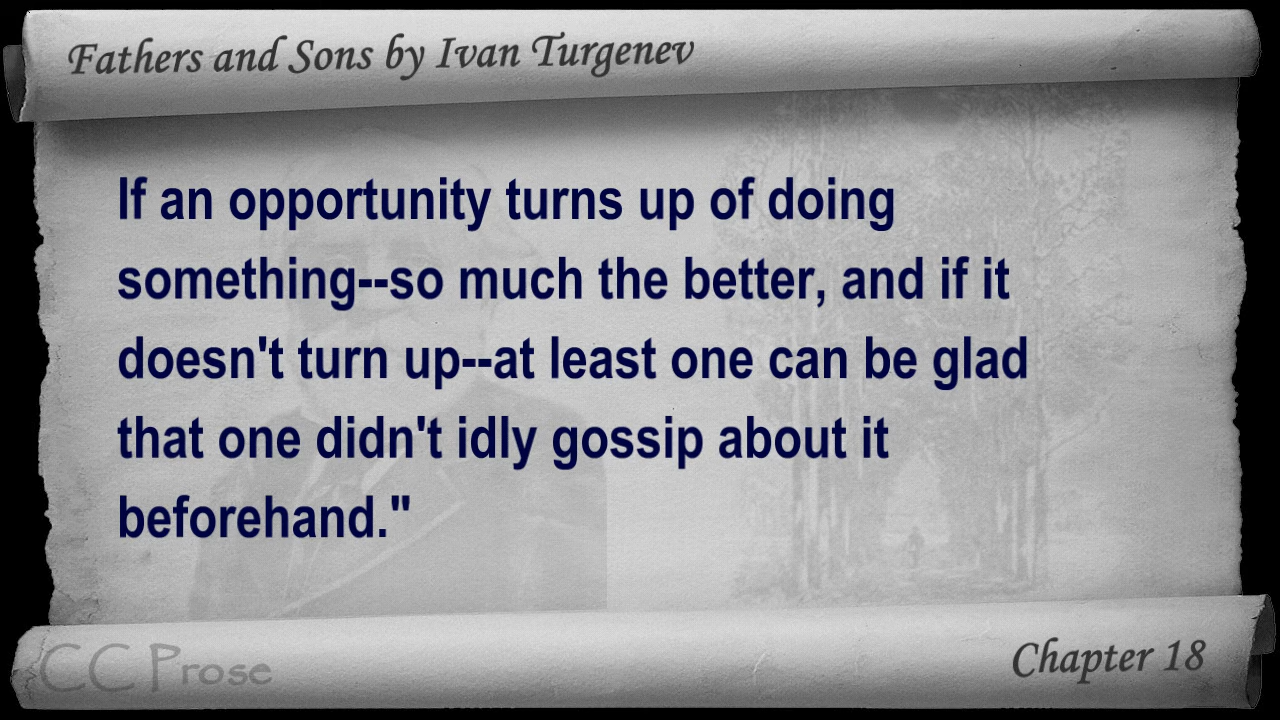 Fathers and Sons by Ivan Turgenev
If an opportunity turns up of doing
something--so much the better, and if it
doesn't turn up--at least one can be glad
that one didn't idly gossip about it
beforehand."
CC Prose
Chapter 18